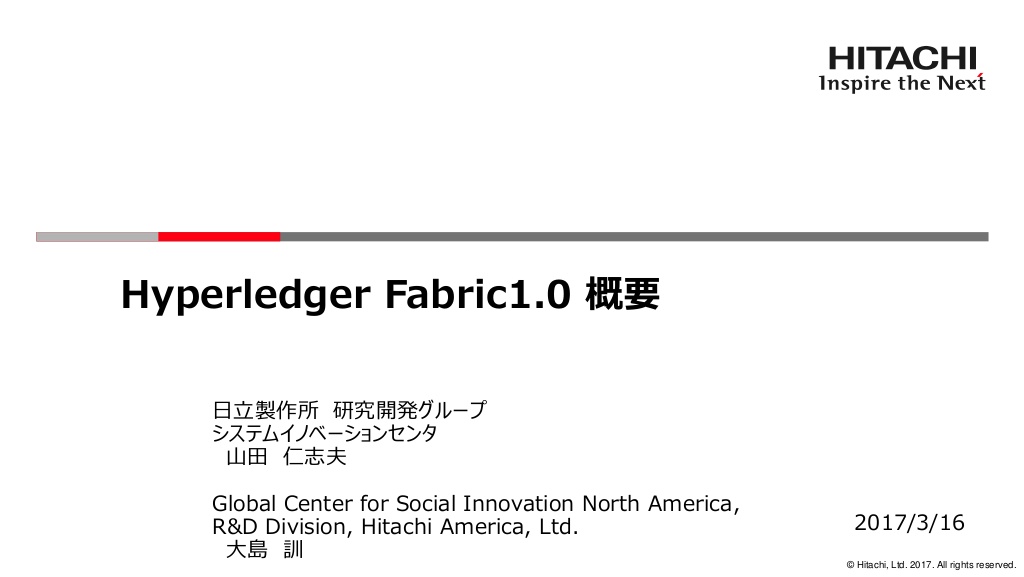 HITACHI
Inspire the Next
Hyperledger Fabric1.0 概要
日立製作所　研究開発グループ
システムイノベーションセンタ
山田　仁志夫
Global Center for Social Innovation North America,
R&D Division, Hitachi America, Ltd.
大島　訓
2017/3/16
© Hitachi, Ltd. 2017. All rights reserved.